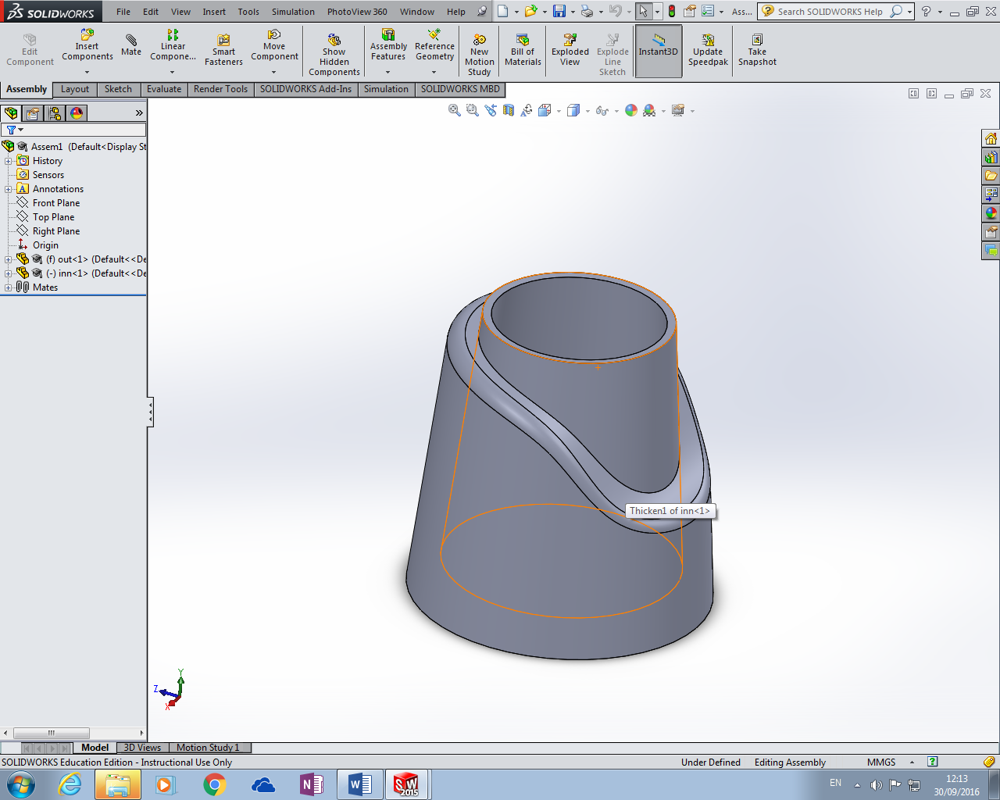 SOLIDWORKS File Edit View Insert Tools Simulation PhotoView 360 Window Help Ass... Search SOLIDWORKS Help
Edit Component
Insert Components
Mate
Linear Compone...
Smart Fasteners
Move Component
Show Hidden Components
Assembly Features
Reference Geometry
New Motion Study
Bill of Materials
Exploded View
Explode Line Sketch
Instant3D
Update Speedpak
Take Snapshot
Assembly Layout Sketch Evaluate Render Tools SOLIDWORKS Add-Ins Simulation SOLIDWORKS MBD
Assem1 (Default<Display St
History
Sensors
A Annotations
Front Plane
Top Plane
Right Plane
Origin
(f) out<1> (Default<<De
(-) inn<1> (Default<<De
Mates
Thicken1 of inn<1>
Y
Z
X
Model 3D Views Motion Study 1
SOLIDWORKS Education Edition - Instructional Use Only Under Defined Editing Assembly MMGS ?
N W SW 2015 EN 12:13
30/09/2016